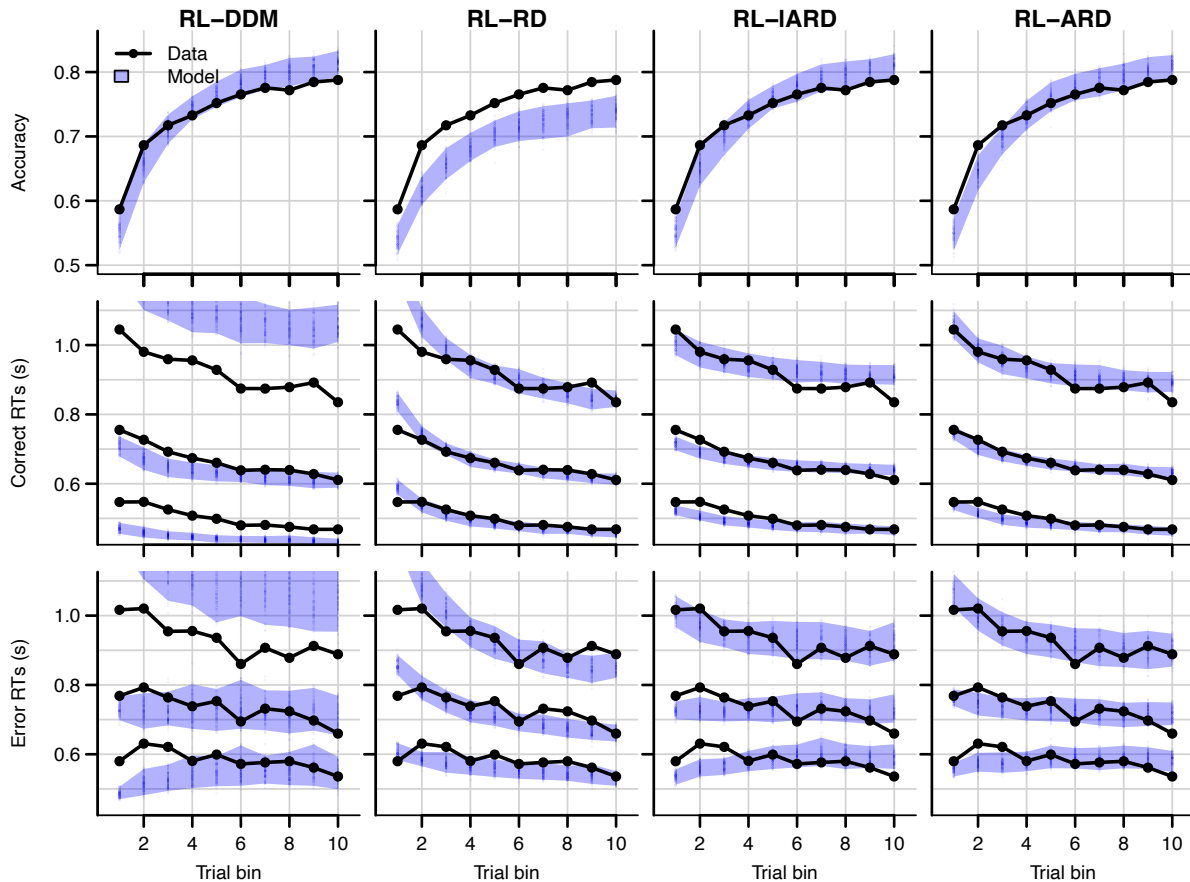 RL−DDM RL−RD RL−IARD RL−ARD
Data
Model
Accuracy
0.8
0.7
0.6
0.5
Correct RTs (s)
1.0
0.8
0.6
Error RTs (s)
1.0
0.8
0.6
2 4 6 8 10 2 4 6 8 10 2 4 6 8 10 2 4 6 8 10
Trial bin Trial bin Trial bin Trial bin